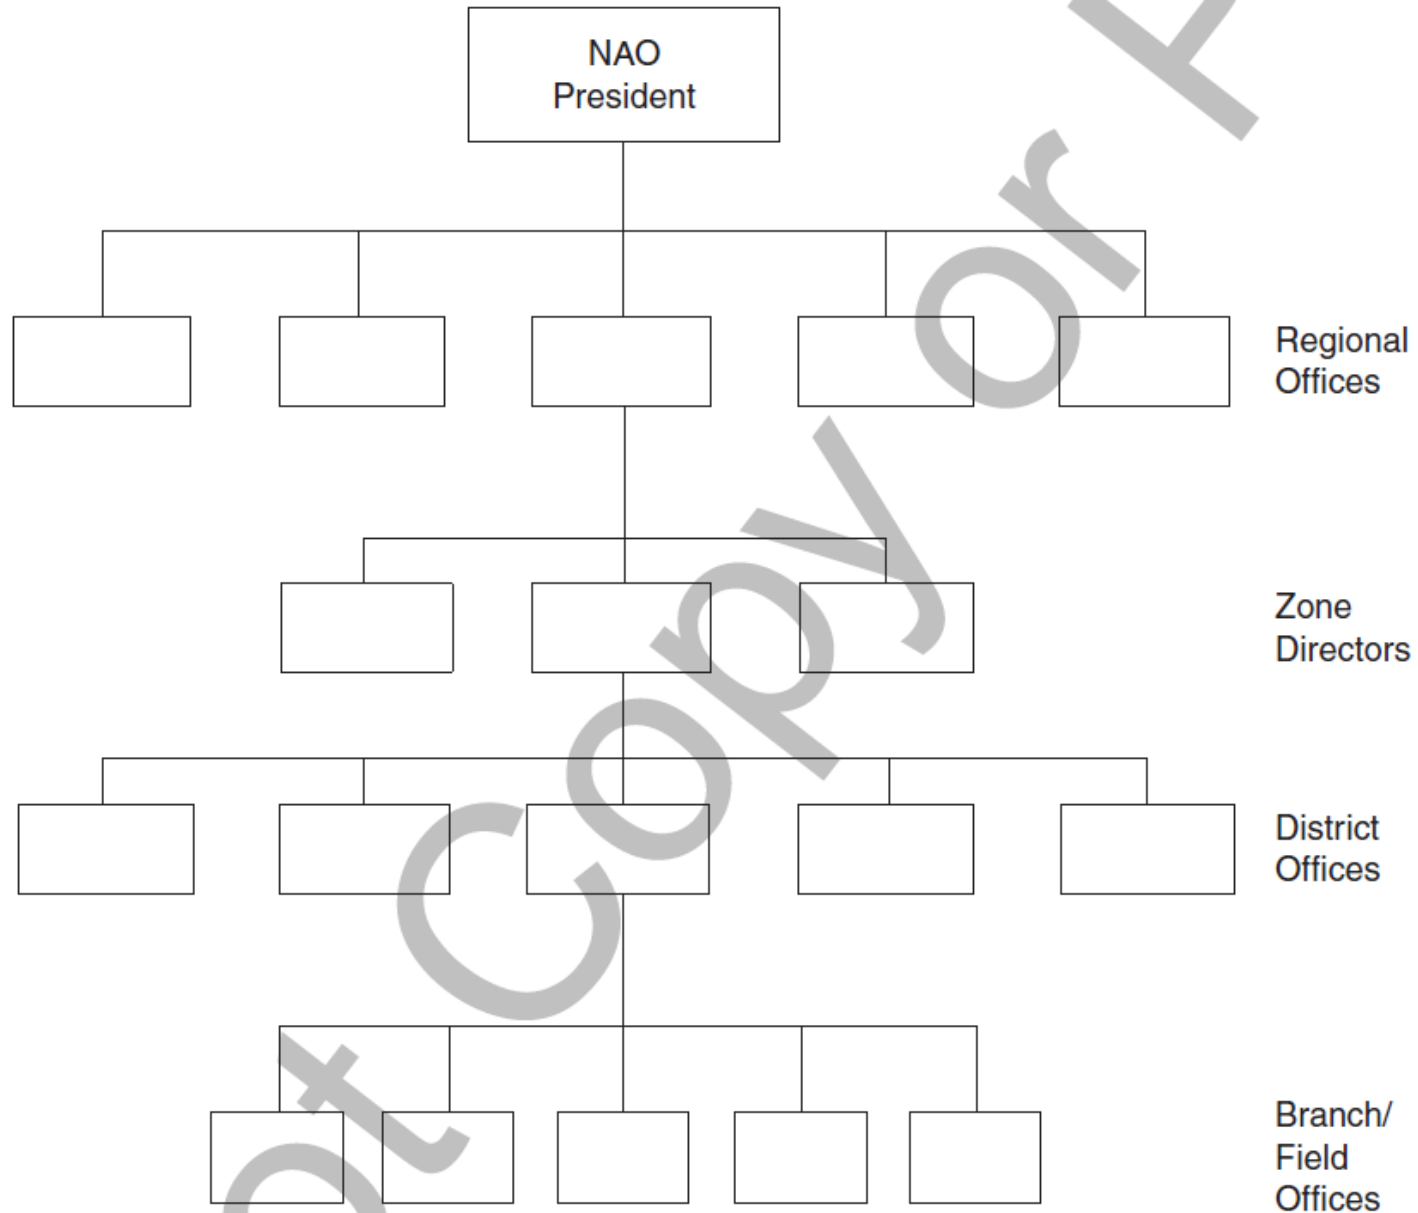 NAO
President
Regional
Offices
Zone
Directors
District
Offices
Branch/
Field
Offices
Copy or